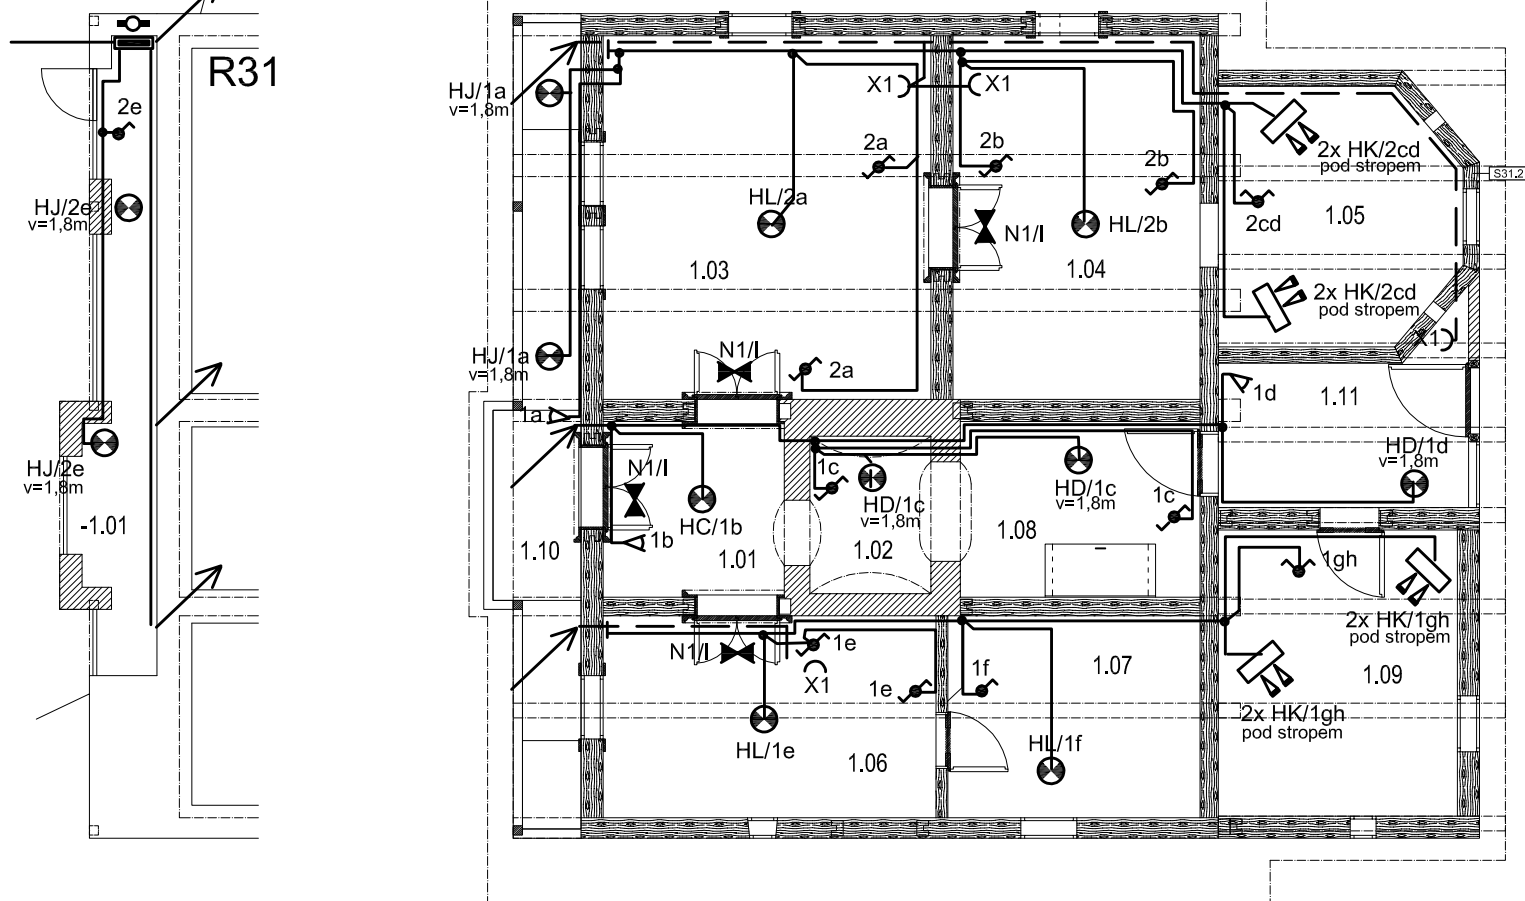 R31
2e
HJ/2e
v=1,8m
HJ/2e
v=1,8m
-1.01
HJ/1a
v=1,8m
X1
X1
2a
2b
2b
2x HK/2cd
pod stropem
S31.2
HL/2a
N1/I
HL/2b
2cd
1.05
1.03
1.04
2x HK/2cd
pod stropem
X1
HJ/1a
v=1,8m
N1/I
2a
1d
1.11
1a
HD/1d
v=1,8m
N1/I
1c
HD/1c
v=1,8m
HD/1c
v=1,8m
1c
HC/1b
1b
1.10
1.01
1.02
1.08
1gh
2x HK/1gh
pod stropem
N1/I
1e
X1
1e
1f
1.07
1.09
2x HK/1gh
pod stropem
HL/1e
HL/1f
1.06